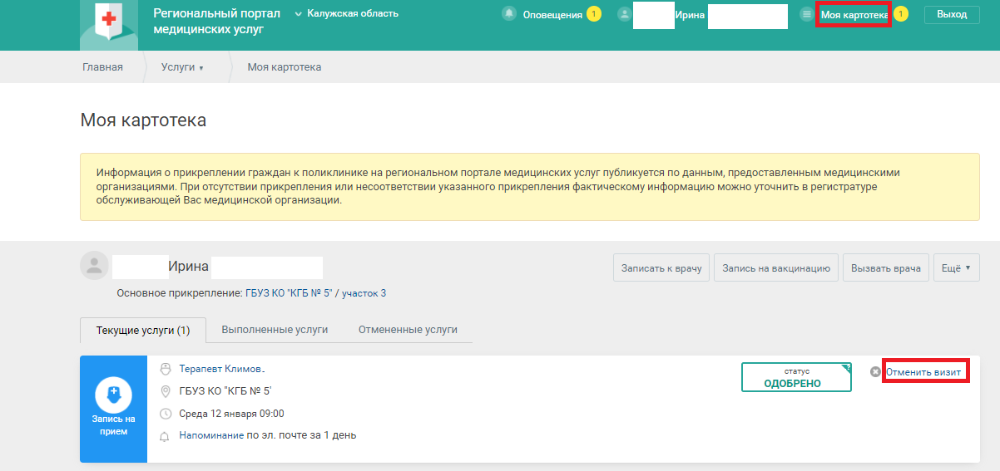 Региональный портал медицинских услуг
Калужская область
Оповещения 1
Ирина
Моя картотека 1
Выход
Главная Услуги Моя картотека
Моя картотека
Информация о прикреплении граждан к поликлинике на региональном портале медицинских услуг публикуется по данным, предоставленным медицинскими
организациями. При отсутствии прикрепления или несоответствии указанного прикрепления фактическому информацию можно уточнить в регистратуре
обслуживающей Вас медицинской организации.
Ирина
Записать к врачу Запись на вакцинацию Вызвать врача Ещё
Основное прикрепление: ГБУЗ КО "КГБ № 5" / участок 3
Текущие услуги (1) Выполненные услуги Отмененные услуги
Запись на
прием
Терапевт Климов
ГБУЗ КО "КГБ № 5'
Среда 12 января 09:00
Напоминание по эл. почте за 1 день
статус
ОДОБРЕНО
?
Отменить визит